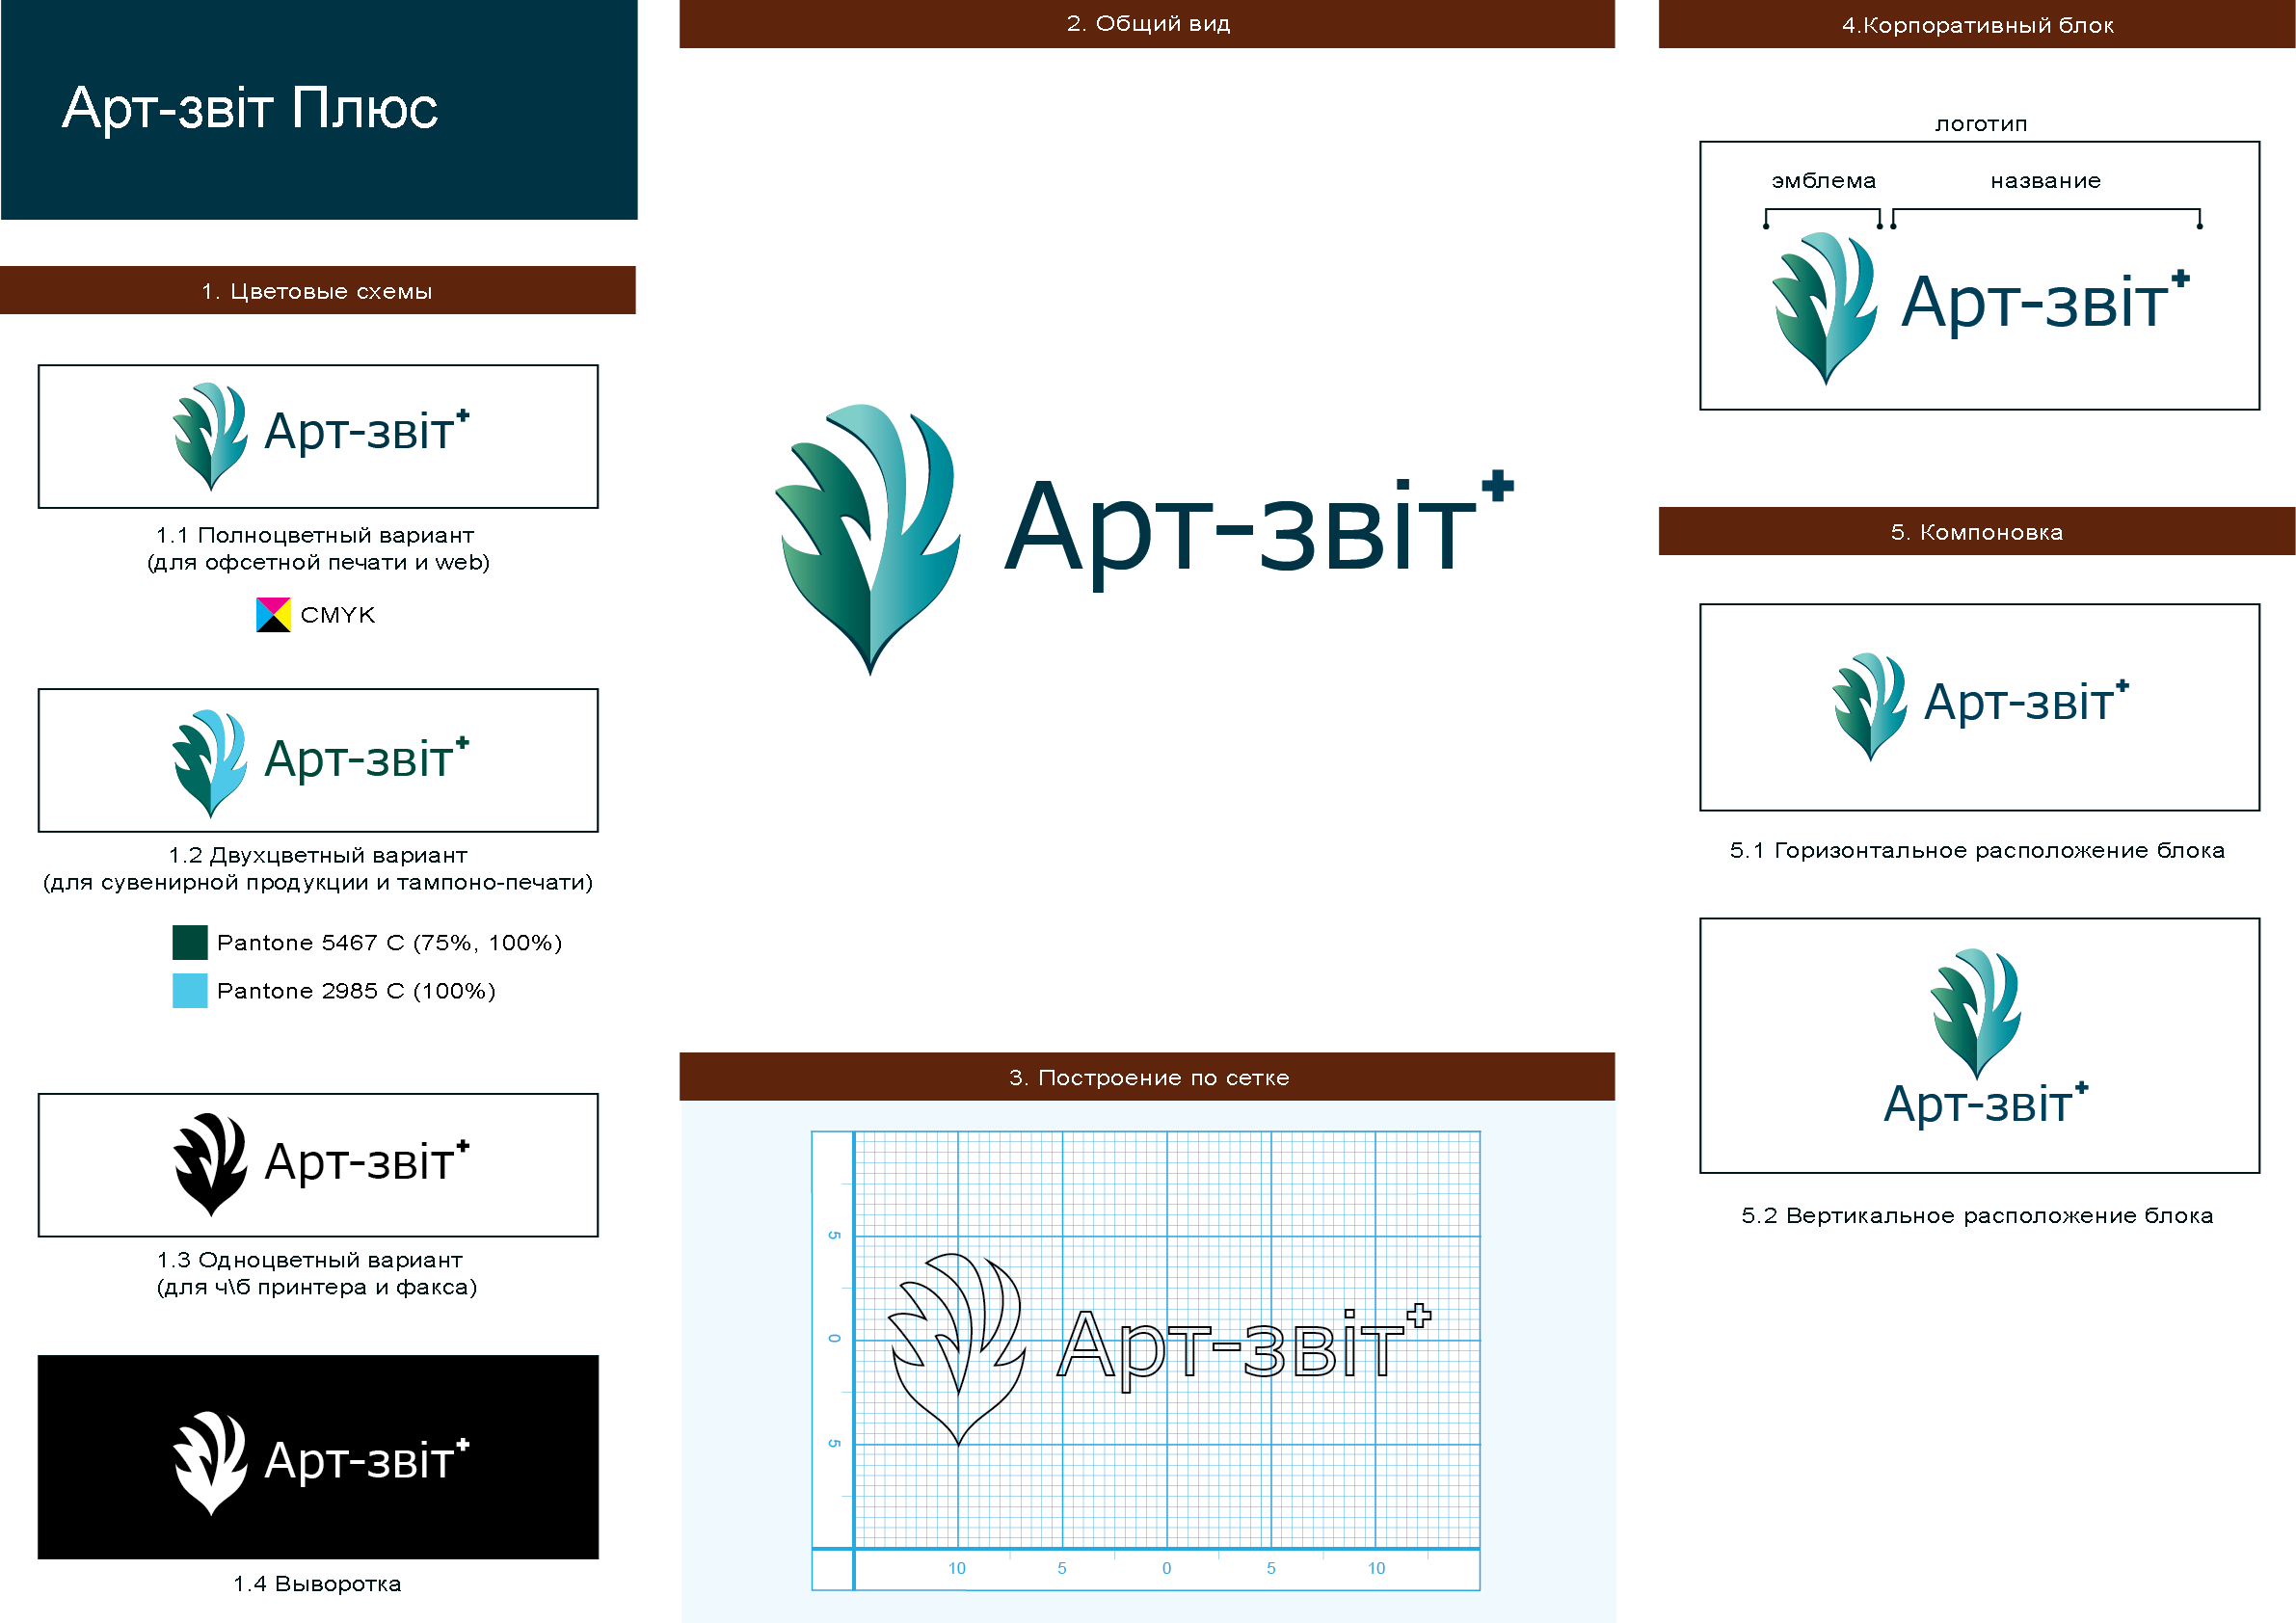 Арт-звіт Плюс
1. Цветовые схемы
Арт-звіт+
1.1 Полноцветный вариант
(для офсетной печати и web)
CMYK
Арт-звіт+
1.2 Двухцветный вариант
(для сувенирной продукции и тампоно-печати)
Pantone 5467 C (75%, 100%)
Pantone 2985 C (100%)
Арт-звіт+
1.3 Одноцветный вариант
(для ч\б принтера и факса)
Арт-звіт+
1.4 Выворотка
2. Общий вид
Арт-звіт+
3. Построение по сетке
5
0
5
Арт-звіт+
10 5 0 5 10
4.Корпоративный блок
логотип
эмблема название
Арт-звіт+
5. Компоновка
Арт-звіт+
5.1 Горизонтальное расположение блока
Арт-звіт+
5.2 Вертикальное расположение блока